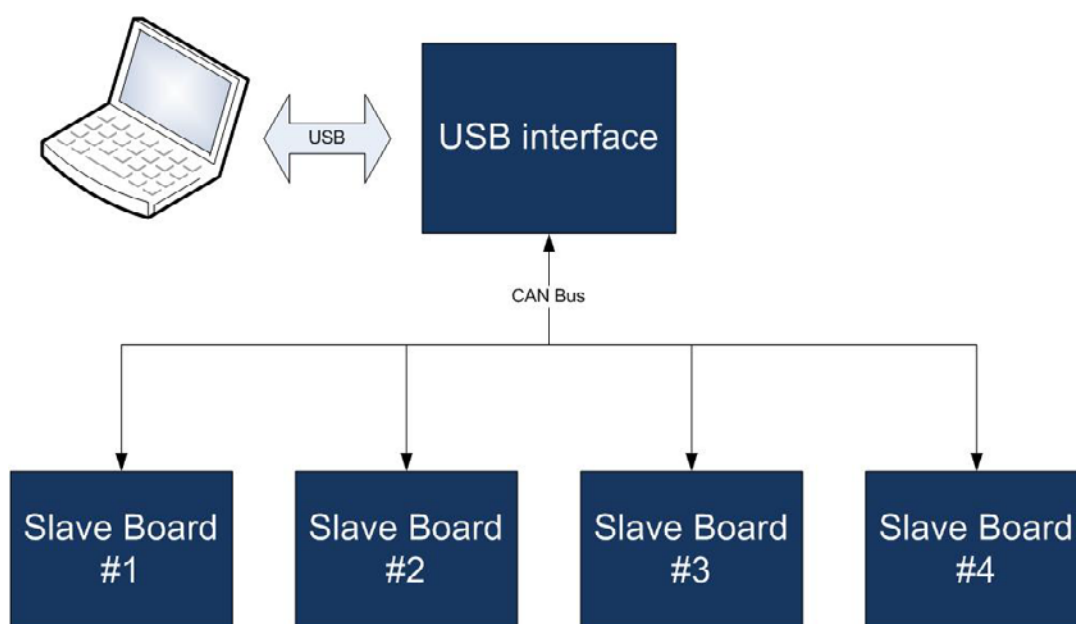 USB
USB interface
CAN Bus
Slave Board
#1
Slave Board
#2
Slave Board
#3
Slave Board
#4